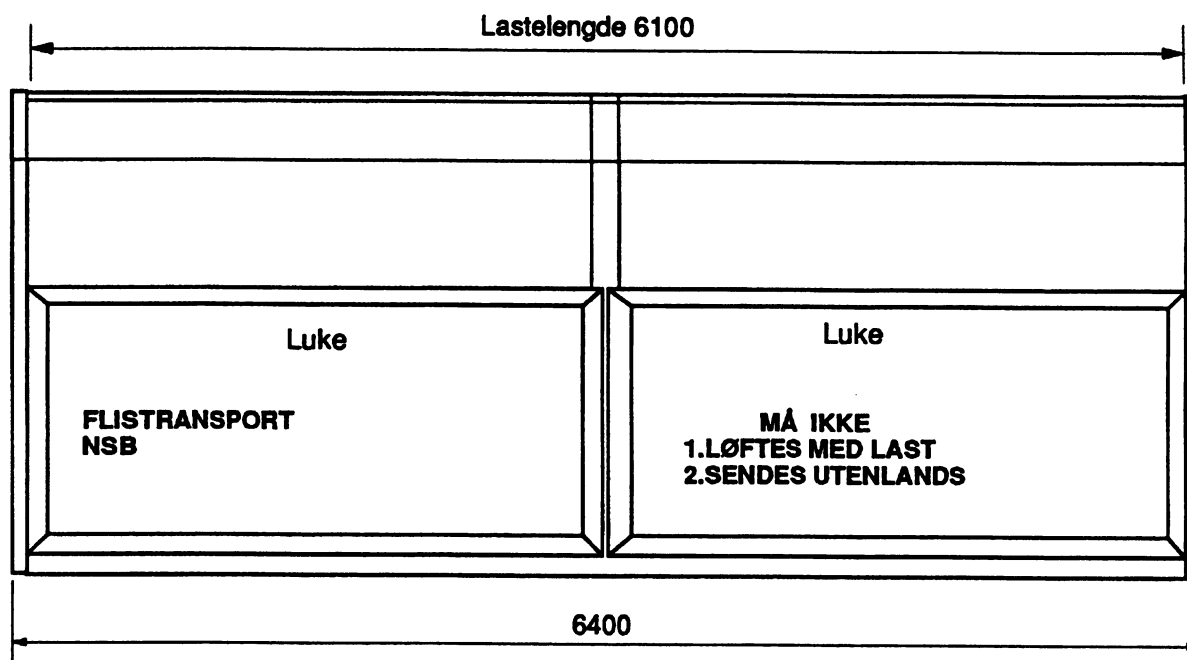 Lastelengde 6100
Luke
FLISTRANSPORT
NSB
Luke
MÅ IKKE
1.LØFTES MED LAST
2.SENDES UTENLANDS
6400